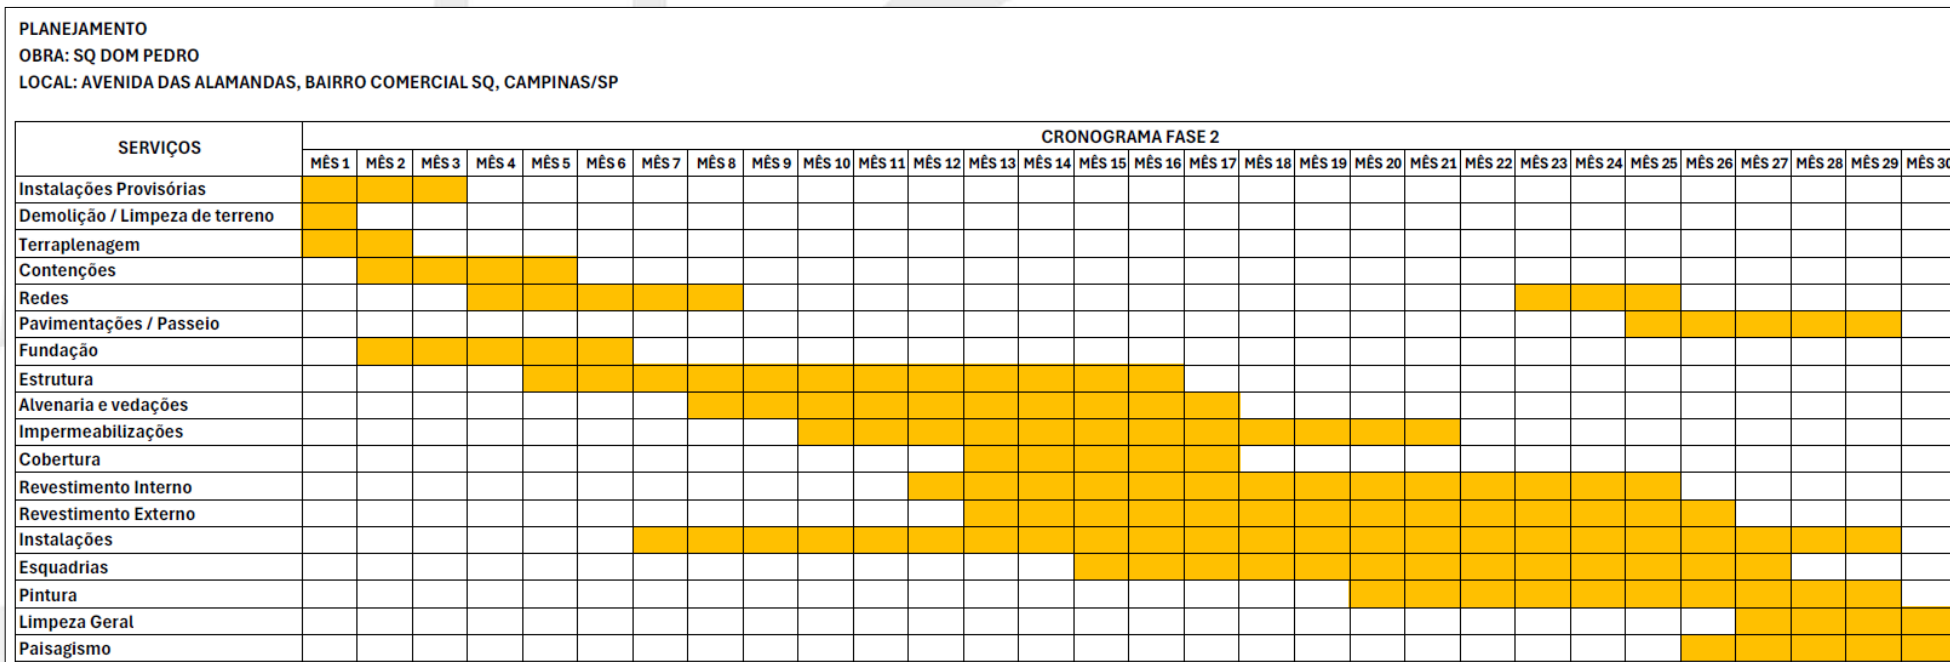 PLANEJAMENTO
OBRA: SQ DOM PEDRO
LOCAL: AVENIDA DAS ALAMANDAS, BAIRRO COMERCIAL SQ, CAMPINAS/SP
SERVIÇOS
CRONOGRAMA FASE 2
MÊS 1 MÊS 2 MÊS 3 MÊS 4 MÊS 5 MÊS 6 MÊS 7 MÊS 8 MÊS 9 MÊS 10 MÊS 11 MÊS 12 MÊS 13 MÊS 14 MÊS 15 MÊS 16 MÊS 17 MÊS 18 MÊS 19 MÊS 20 MÊS 21 MÊS 22 MÊS 23 MÊS 24 MÊS 25 MÊS 26 MÊS 27 MÊS 28 MÊS 29 MÊS 30
Instalações Provisórias
Demolição / Limpeza de terreno
Terraplenagem
Contenções
Redes
Pavimentações / Passeio
Fundação
Estrutura
Alvenaria e vedações
Impermeabilizações
Cobertura
Revestimento Interno
Revestimento Externo
Instalações
Esquadrias
Pintura
Limpeza Geral
Paisagismo